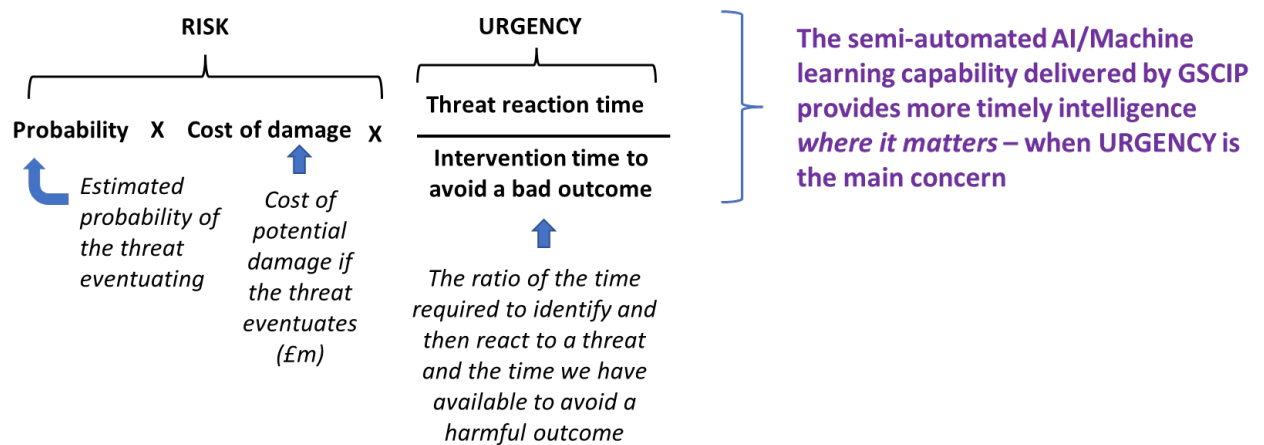 RISK
URGENCY
Probability X Cost of damage X
Threat reaction time
Intervention time to
avoid a bad outcome
Estimated
probability of
the threat
eventuating
Cost of
potential
damage if
the threat
eventuates
(£m)
The ratio of the time
required to identify and
then react to a threat
and the time we have
available to avoid a
harmful outcome
The semi-automated AI/Machine
learning capability delivered by GSCIP
provides more timely intelligence
where it matters – when URGENCY is
the main concern